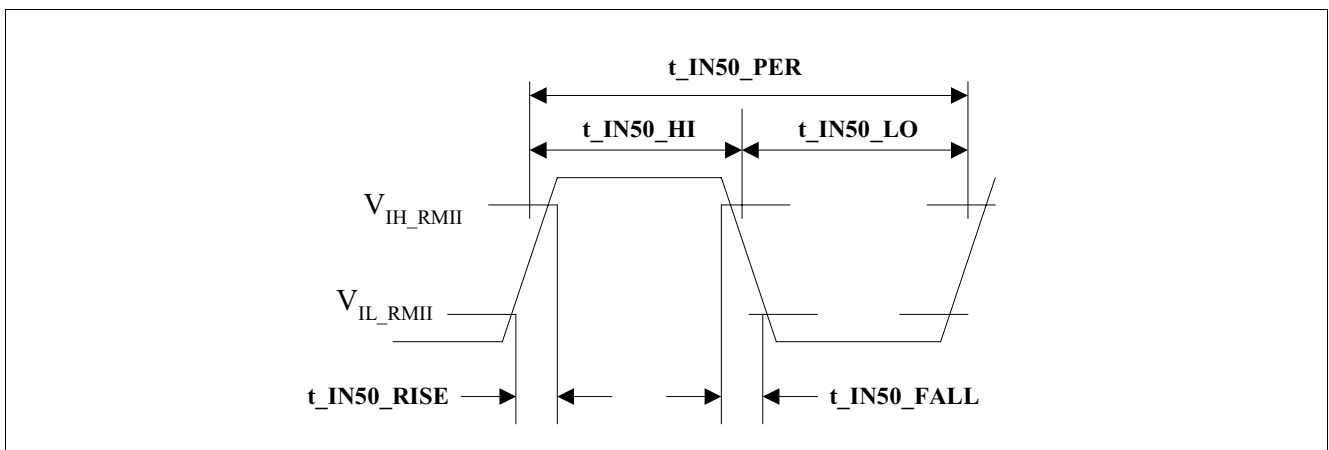 t_IN50_PER
t_IN50_HI
t_IN50_LO
V_IH_RMII
V_IL_RMII
t_IN50_RISE
t_IN50_FALL